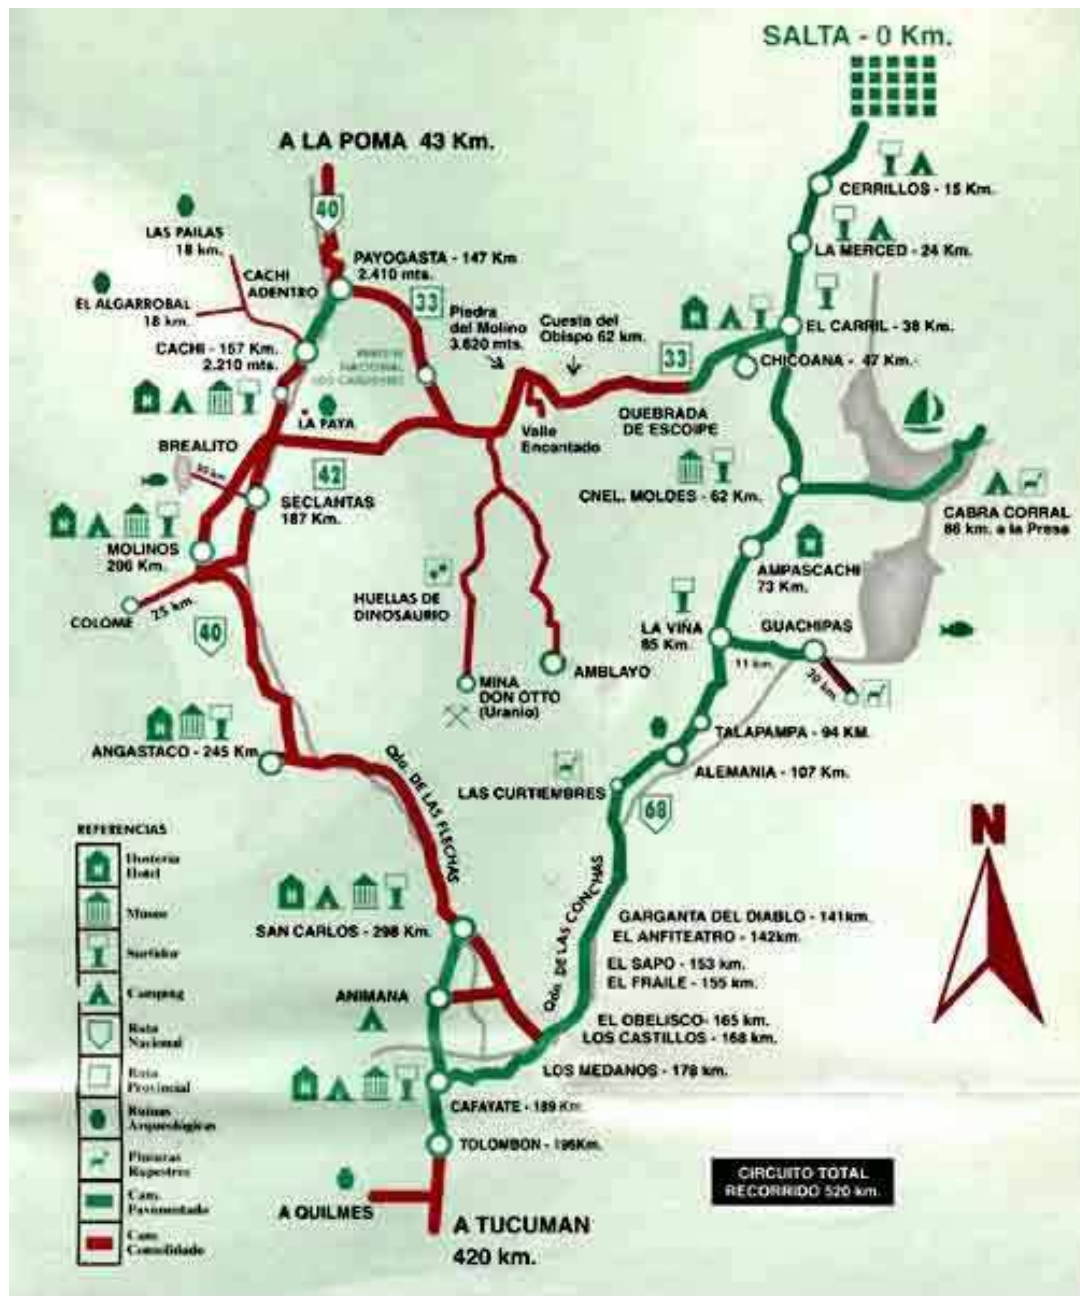 SALTA - 0 Km.
A LA POMA 43 Km.
CERRILLOS - 15 Km.
40
LAS PAILAS
18 km.
LA MERCED - 24 Km.
PAYOGASTA - 147 Km
2.410 mts.
CACHI
ADENTRO
EL ALGARROBAL
18 km.
33
Piedra
del Molino
3.620 mts.
Cuesta del
Obispo 62 km.
EL CARRIL - 38 Km.
CACHI - 157 Km.
2.210 mts.
NACIONAL
LOS CARDONES
33
CHICOANA - 47 Km.
LA PAYA
QUEBRADA
DE ESCOIPE
Valle
Encantado
BREALITO
42
SECLANTAS
187 Km.
CNEL. MOLDES - 62 Km.
CABRA CORRAL
86 km. a la Presa
MOLINOS
206 Km.
AMPASCACHI
73 Km.
HUELLAS DE
DINOSAURIO
COLOME
25 km.
40
LA VIÑA
85 Km.
GUACHIPAS
11 km.
AMBLAYO
MINA
DON OTTO
(Uranio)
TALAPAMPA - 94 KM.
ANGASTACO - 245 Km.
ALEMANIA - 107 Km.
LAS CURTIEMBRES
68
Qda. DE LAS FLECHAS
N
REFERENCIAS
Hosteria
Hotel
Museo
Surtidor
Camping
Ruta
Nacional
Ruta
Provincial
Ruinas
Arqueológicas
Pinturas
Rupestres
Cam.
Pavimentado
Cam.
Consolidado
Qda. DE LAS CONCHAS
GARGANTA DEL DIABLO - 141km.
EL ANFITEATRO - 142km.
SAN CARLOS - 298 Km.
EL SAPO - 153 km.
EL FRAILE - 155 km.
ANIMANA
EL OBELISCO- 165 km.
LOS CASTILLOS - 168 km.
LOS MEDANOS - 178 km.
CAFAYATE - 189 Km.
TOLOMBON - 196Km.
CIRCUITO TOTAL
RECORRIDO 520 km.
A QUILMES
A TUCUMAN
420 km.